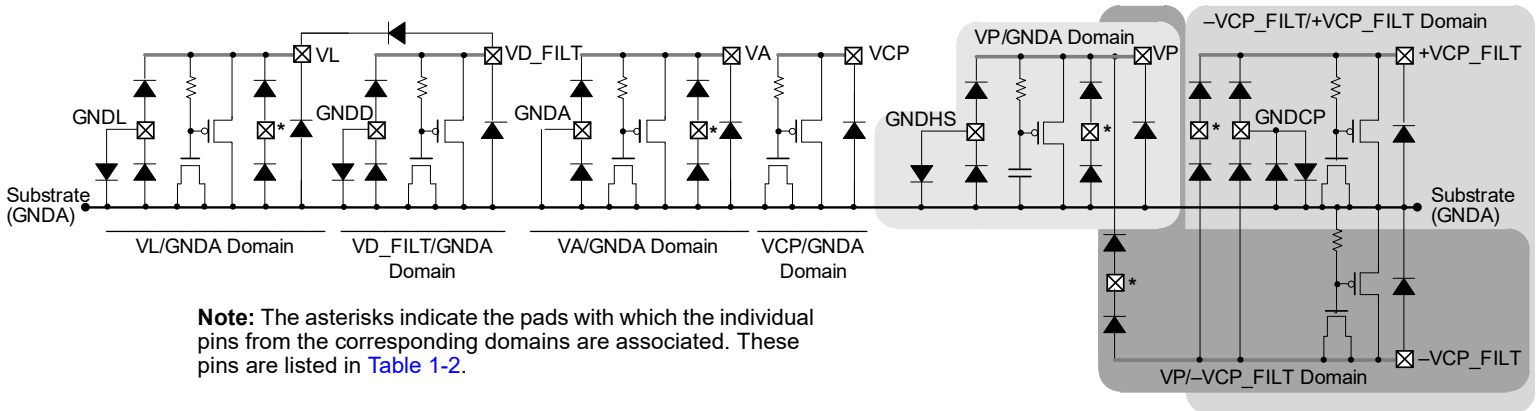 –VCP_FILT/+VCP_FILT Domain
VP/GNDA Domain
VL
VD_FILT
VA
VCP
VP
+VCP_FILT
GNDL
*
GNDD
GNDA
*
GNDHS
*
*
GNDCP
Substrate
(GNDA)
Substrate
(GNDA)
VL/GNDA Domain
VD_FILT/GNDA
Domain
VA/GNDA Domain
VCP/GNDA
Domain
*
Note: The asterisks indicate the pads with which the individual
pins from the corresponding domains are associated. These
pins are listed in Table 1-2.
–VCP_FILT
VP/–VCP_FILT Domain